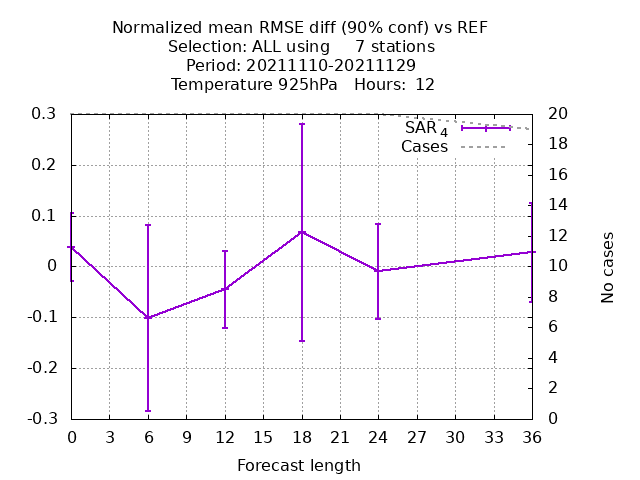 Normalized mean RMSE diff (90% conf) vs REF
Selection: ALL using 7 stations
Period: 20211110-20211129
Temperature 925hPa Hours: 12
0.3
0.2
0.1
0
-0.1
-0.2
-0.3
SAR 4
Cases
20
18
16
14
12
10
8
6
4
2
0
No cases
0 3 6 9 12 15 18 21 24 27 30 33 36
Forecast length